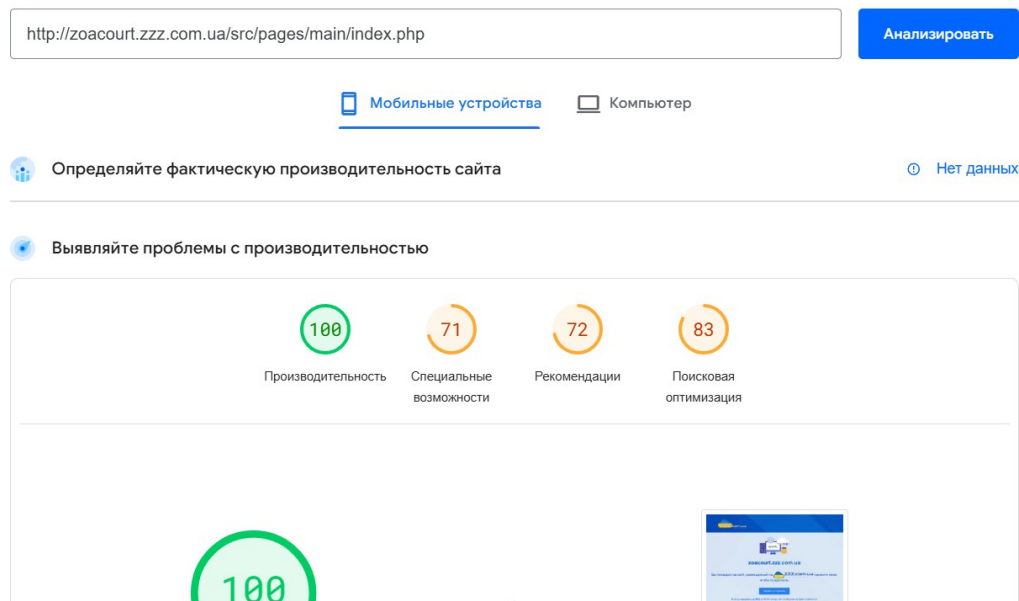 http://zoacourt.zzz.com.ua/src/pages/main/index.php
Анализировать
Мобильные устройства
Компьютер
Определяйте фактическую производительность сайта
Нет данных
Выявляйте проблемы с производительностью
100
71
72
83
Производительность
Специальные
возможности
Рекомендации
Поисковая
оптимизация
100
zoacourt.zzz.com.ua